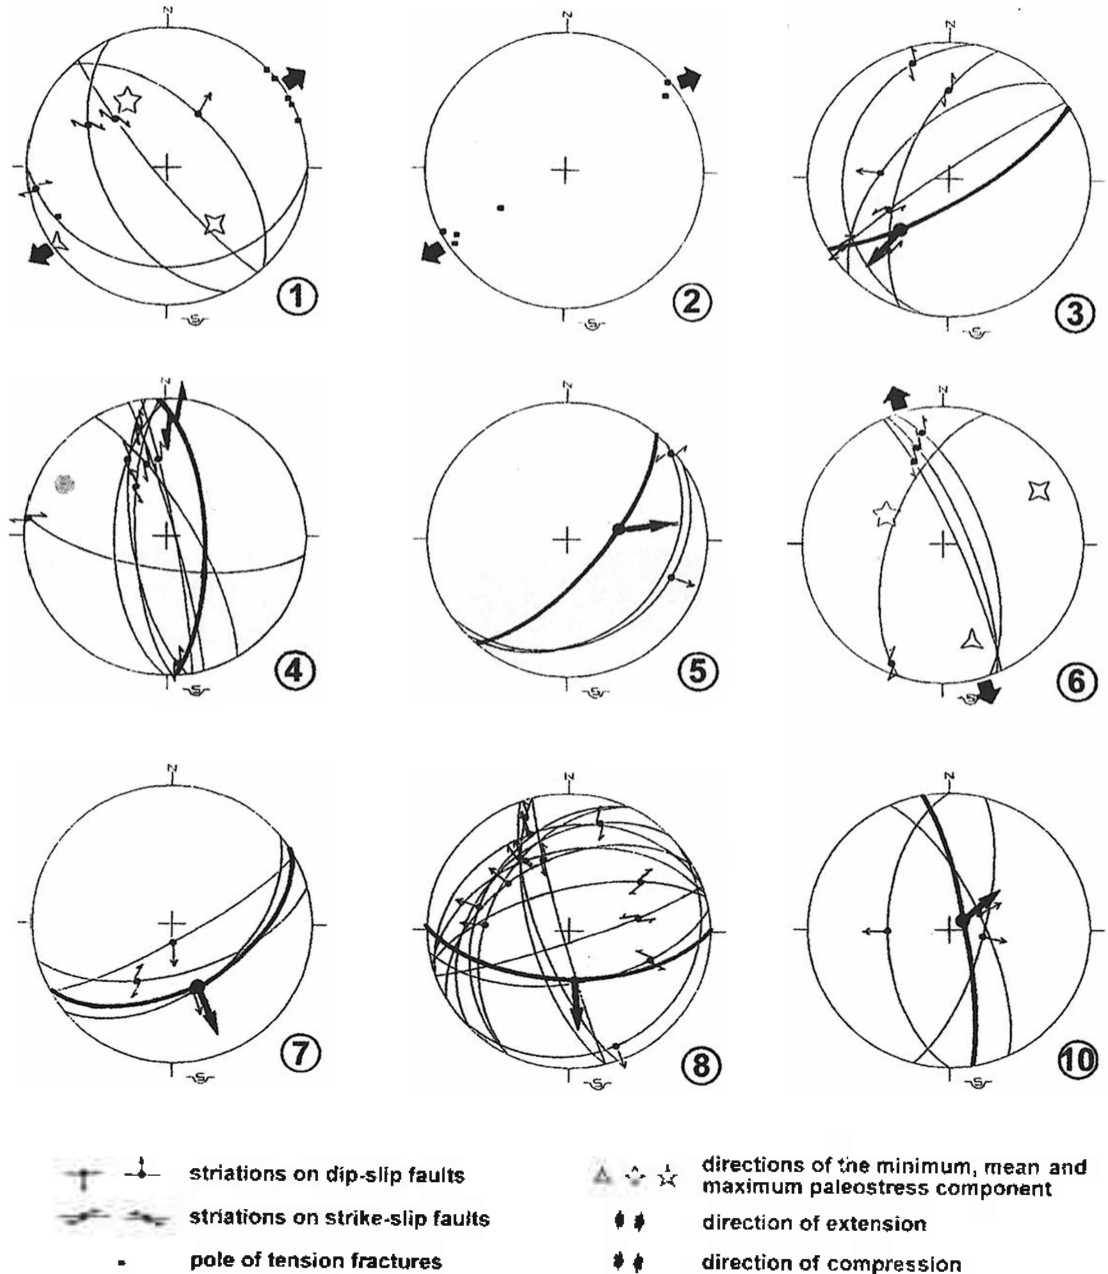 N
N
N
S
1
S
2
S
3
N
N
N
S
4
S
5
S
6
N
N
N
S
7
S
8
S
10
striations on dip-slip faults
directions of the minimum, mean and
maximum paleostress component
striations on strike-slip faults
direction of extension
pole of tension fractures
direction of compression